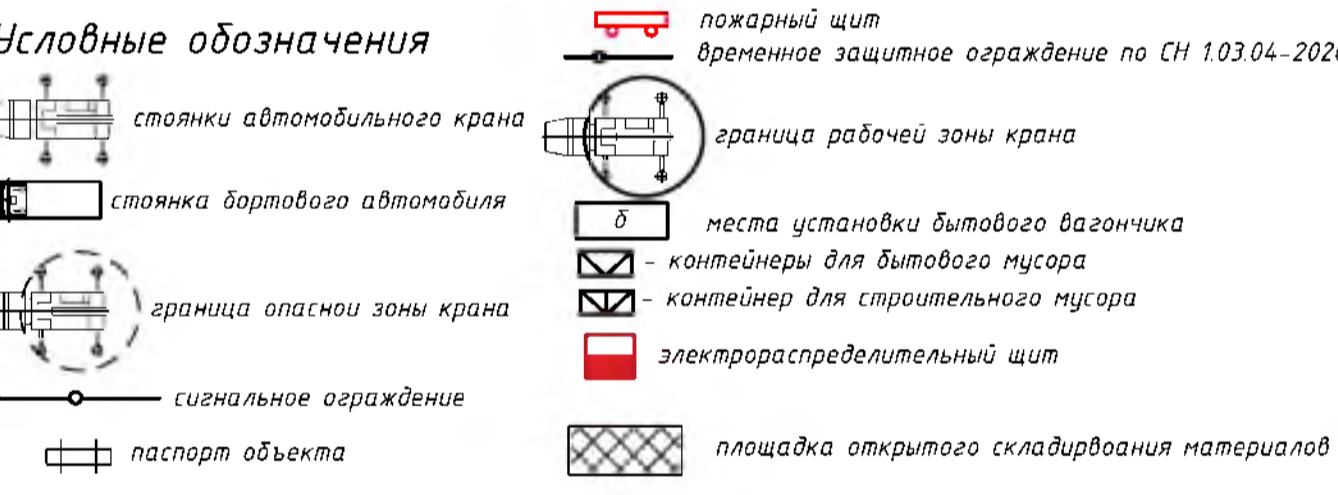 Условные обозначения
стоянки автомобильного крана
стоянка бортового автомобиля
граница опасной зоны крана
сигнальное ограждение
паспорт объекта
пожарный щит
временное защитное ограждение по СН 1.03.04-2020
граница рабочей зоны крана
б места установки бытового вагончика
- контейнеры для бытового мусора
- контейнер для строительного мусора
электрораспределительный щит
площадка открытого складирвоания материалов